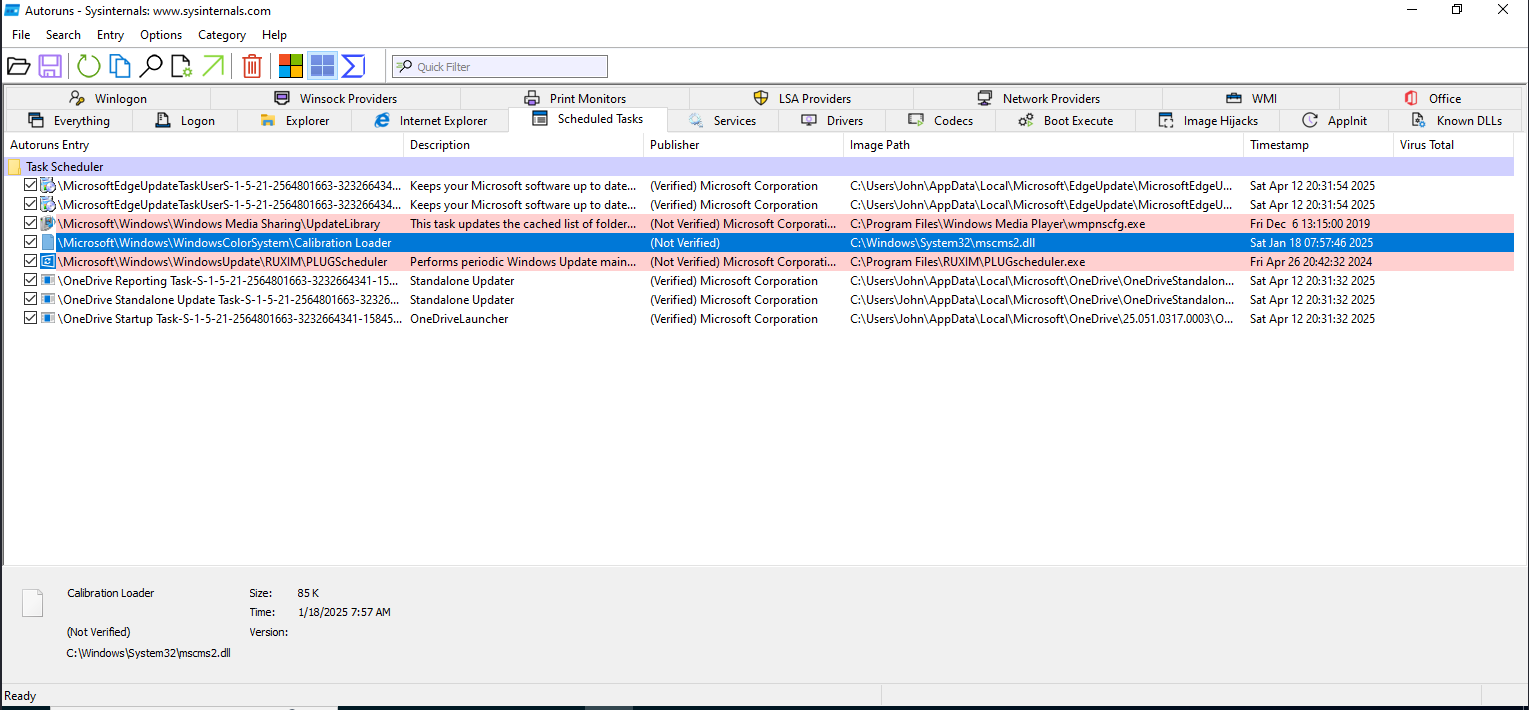 Autoruns - Sysinternals: www.sysinternals.com
File Search Entry Options Category Help
Quick Filter
Winlogon Winsock Providers Print Monitors LSA Providers Network Providers WMI Office
Everything Logon Explorer Internet Explorer Scheduled Tasks Services Drivers Codecs Boot Execute Image Hijacks AppInit Known DLLs
Autoruns Entry Description Publisher Image Path Timestamp Virus Total
Task Scheduler
\MicrosoftEdgeUpdateTaskUserS-1-5-21-2564801663-323266434... Keeps your Microsoft software up to date... (Verified) Microsoft Corporation C:\Users\John\AppData\Local\Microsoft\EdgeUpdate\MicrosoftEdgeU... Sat Apr 12 20:31:54 2025
\MicrosoftEdgeUpdateTaskUserS-1-5-21-2564801663-323266434... Keeps your Microsoft software up to date... (Verified) Microsoft Corporation C:\Users\John\AppData\Local\Microsoft\EdgeUpdate\MicrosoftEdgeU... Sat Apr 12 20:31:54 2025
\Microsoft\Windows\Windows Media Sharing\UpdateLibrary This task updates the cached list of folder... (Not Verified) Microsoft Corporati... C:\Program Files\Windows Media Player\wmpnscfg.exe Fri Dec 6 13:15:00 2019
\Microsoft\Windows\WindowsColorSystem\Calibration Loader (Not Verified) C:\Windows\System32\mscms2.dll Sat Jan 18 07:57:46 2025
\Microsoft\Windows\WindowsUpdate\RUXIM\PLUGScheduler Performs periodic Windows Update main... (Not Verified) Microsoft Corporati... C:\Program Files\RUXIM\PLUGscheduler.exe Fri Apr 26 20:42:32 2024
\OneDrive Reporting Task-S-1-5-21-2564801663-3232664341-15... Standalone Updater (Verified) Microsoft Corporation C:\Users\John\AppData\Local\Microsoft\OneDrive\OneDriveStandalon... Sat Apr 12 20:31:32 2025
\OneDrive Standalone Update Task-S-1-5-21-2564801663-32326... Standalone Updater (Verified) Microsoft Corporation C:\Users\John\AppData\Local\Microsoft\OneDrive\OneDriveStandalon... Sat Apr 12 20:31:32 2025
\OneDrive Startup Task-S-1-5-21-2564801663-3232664341-15845... OneDriveLauncher (Verified) Microsoft Corporation C:\Users\John\AppData\Local\Microsoft\OneDrive\25.051.0317.0003\O... Sat Apr 12 20:31:32 2025
Calibration Loader Size: 85 K
Time: 1/18/2025 7:57 AM
(Not Verified) Version:
C:\Windows\System32\mscms2.dll
Ready